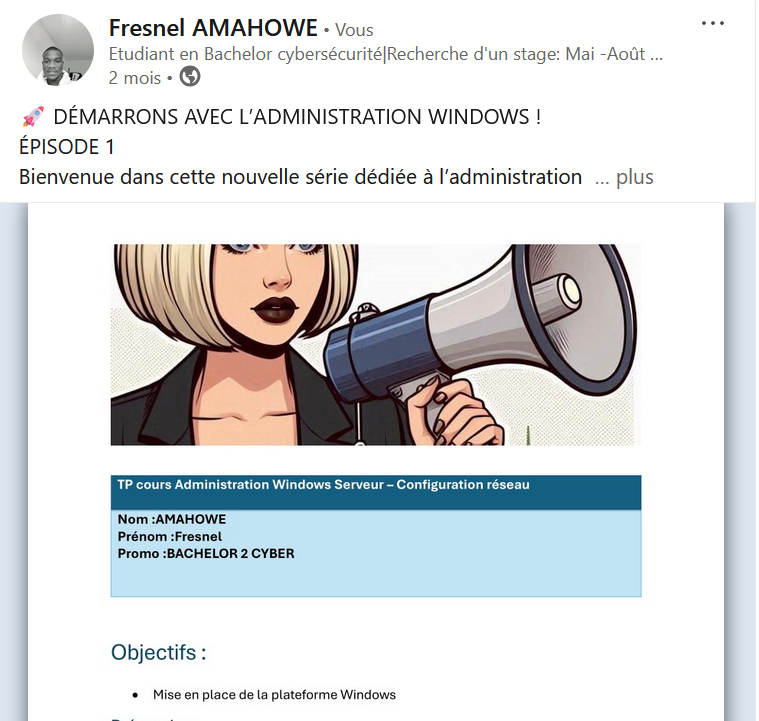 Fresnel AMAHOWE • Vous
Etudiant en Bachelor cybersécurité|Recherche d'un stage: Mai -Août ...
2 mois •
🚀 DÉMARRONS AVEC L’ADMINISTRATION WINDOWS !
ÉPISODE 1
Bienvenue dans cette nouvelle série dédiée à l’administration ... plus
TP cours Administration Windows Serveur – Configuration réseau
Nom :AMAHOWE
Prénom :Fresnel
Promo :BACHELOR 2 CYBER
Objectifs :
• Mise en place de la plateforme Windows